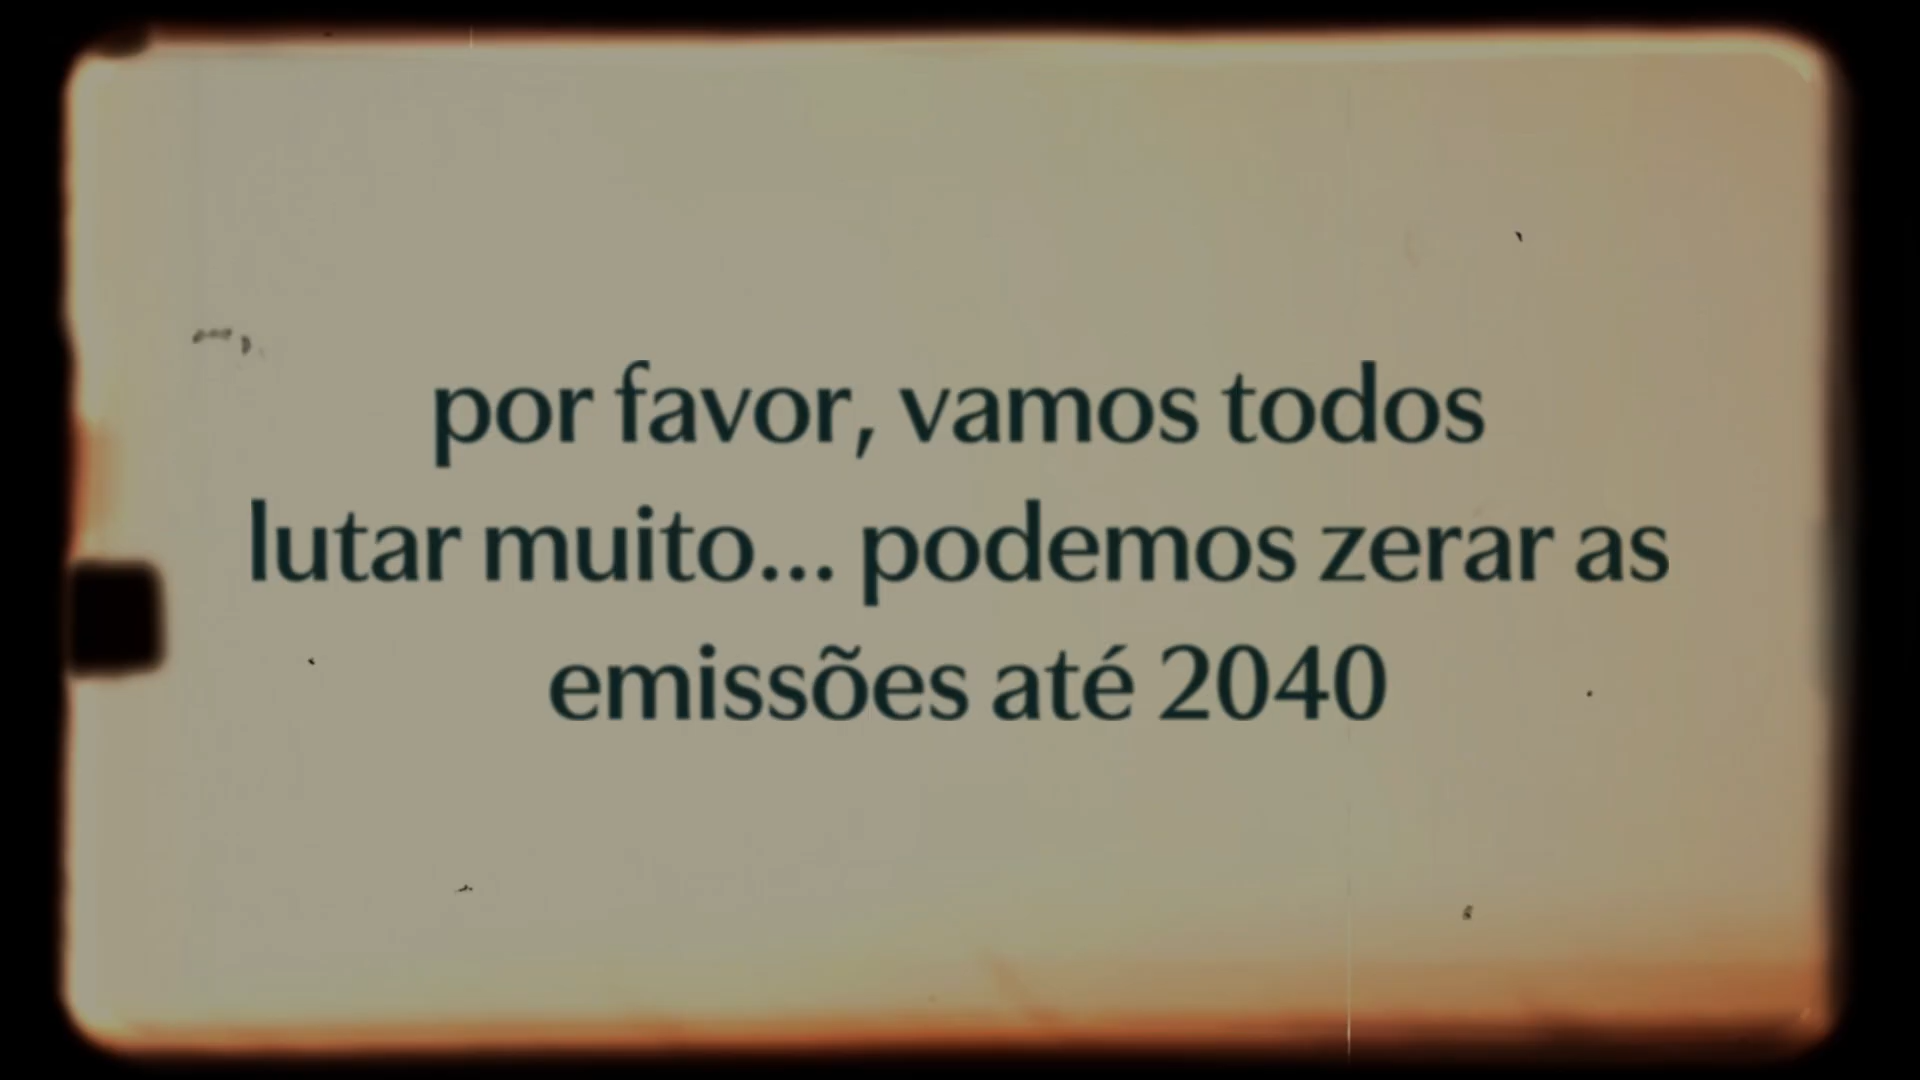 por favor, vamos todos
lutar muito... podemos zerar as
emissões até 2040